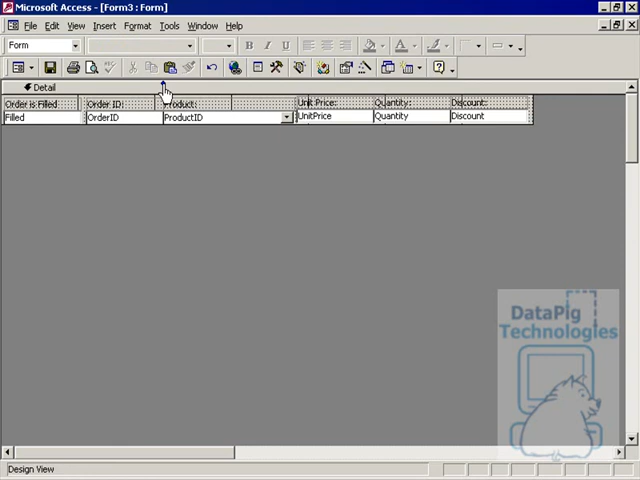 Microsoft Access - [Form3 : Form]
File Edit View Insert Format Tools Window Help
Form
B I U
Detail
Order is Filled Order ID: Product: Unit Price: Quantity: Discount:
Filled OrderID ProductID UnitPrice Quantity Discount
DataPig
Technologies
Design View